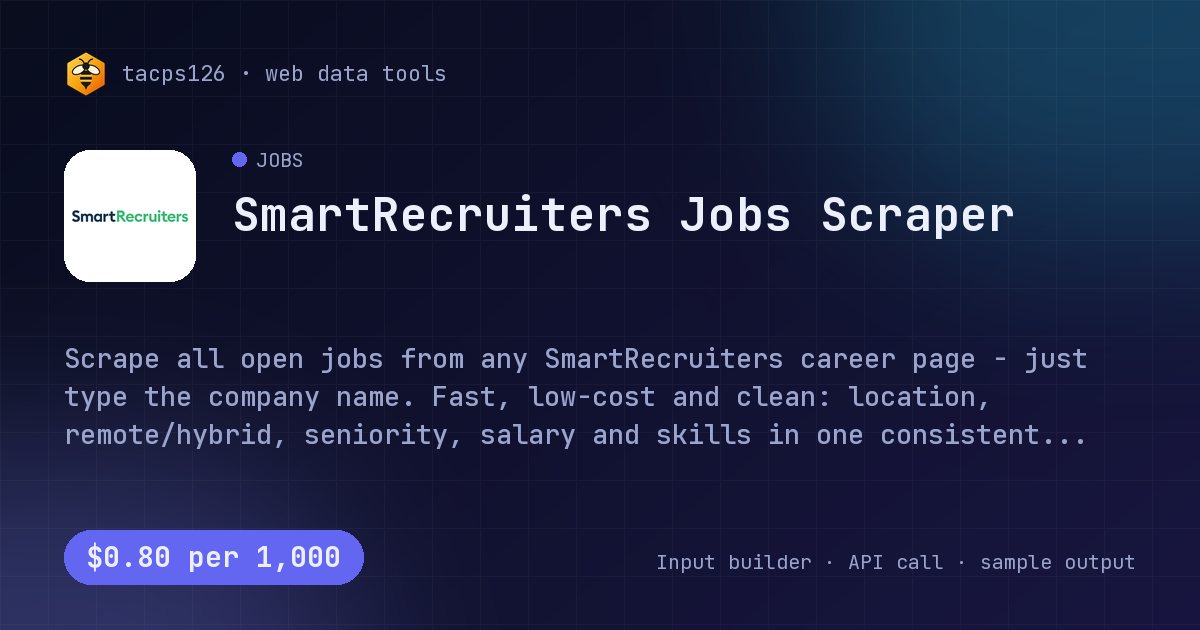 tacps126 · web data tools
SmartRecruiters
JOBS
SmartRecruiters Jobs Scraper
Scrape all open jobs from any SmartRecruiters career page - just
type the company name. Fast, low-cost and clean: location,
remote/hybrid, seniority, salary and skills in one consistent...
$0.80 per 1,000
Input builder · API call · sample output